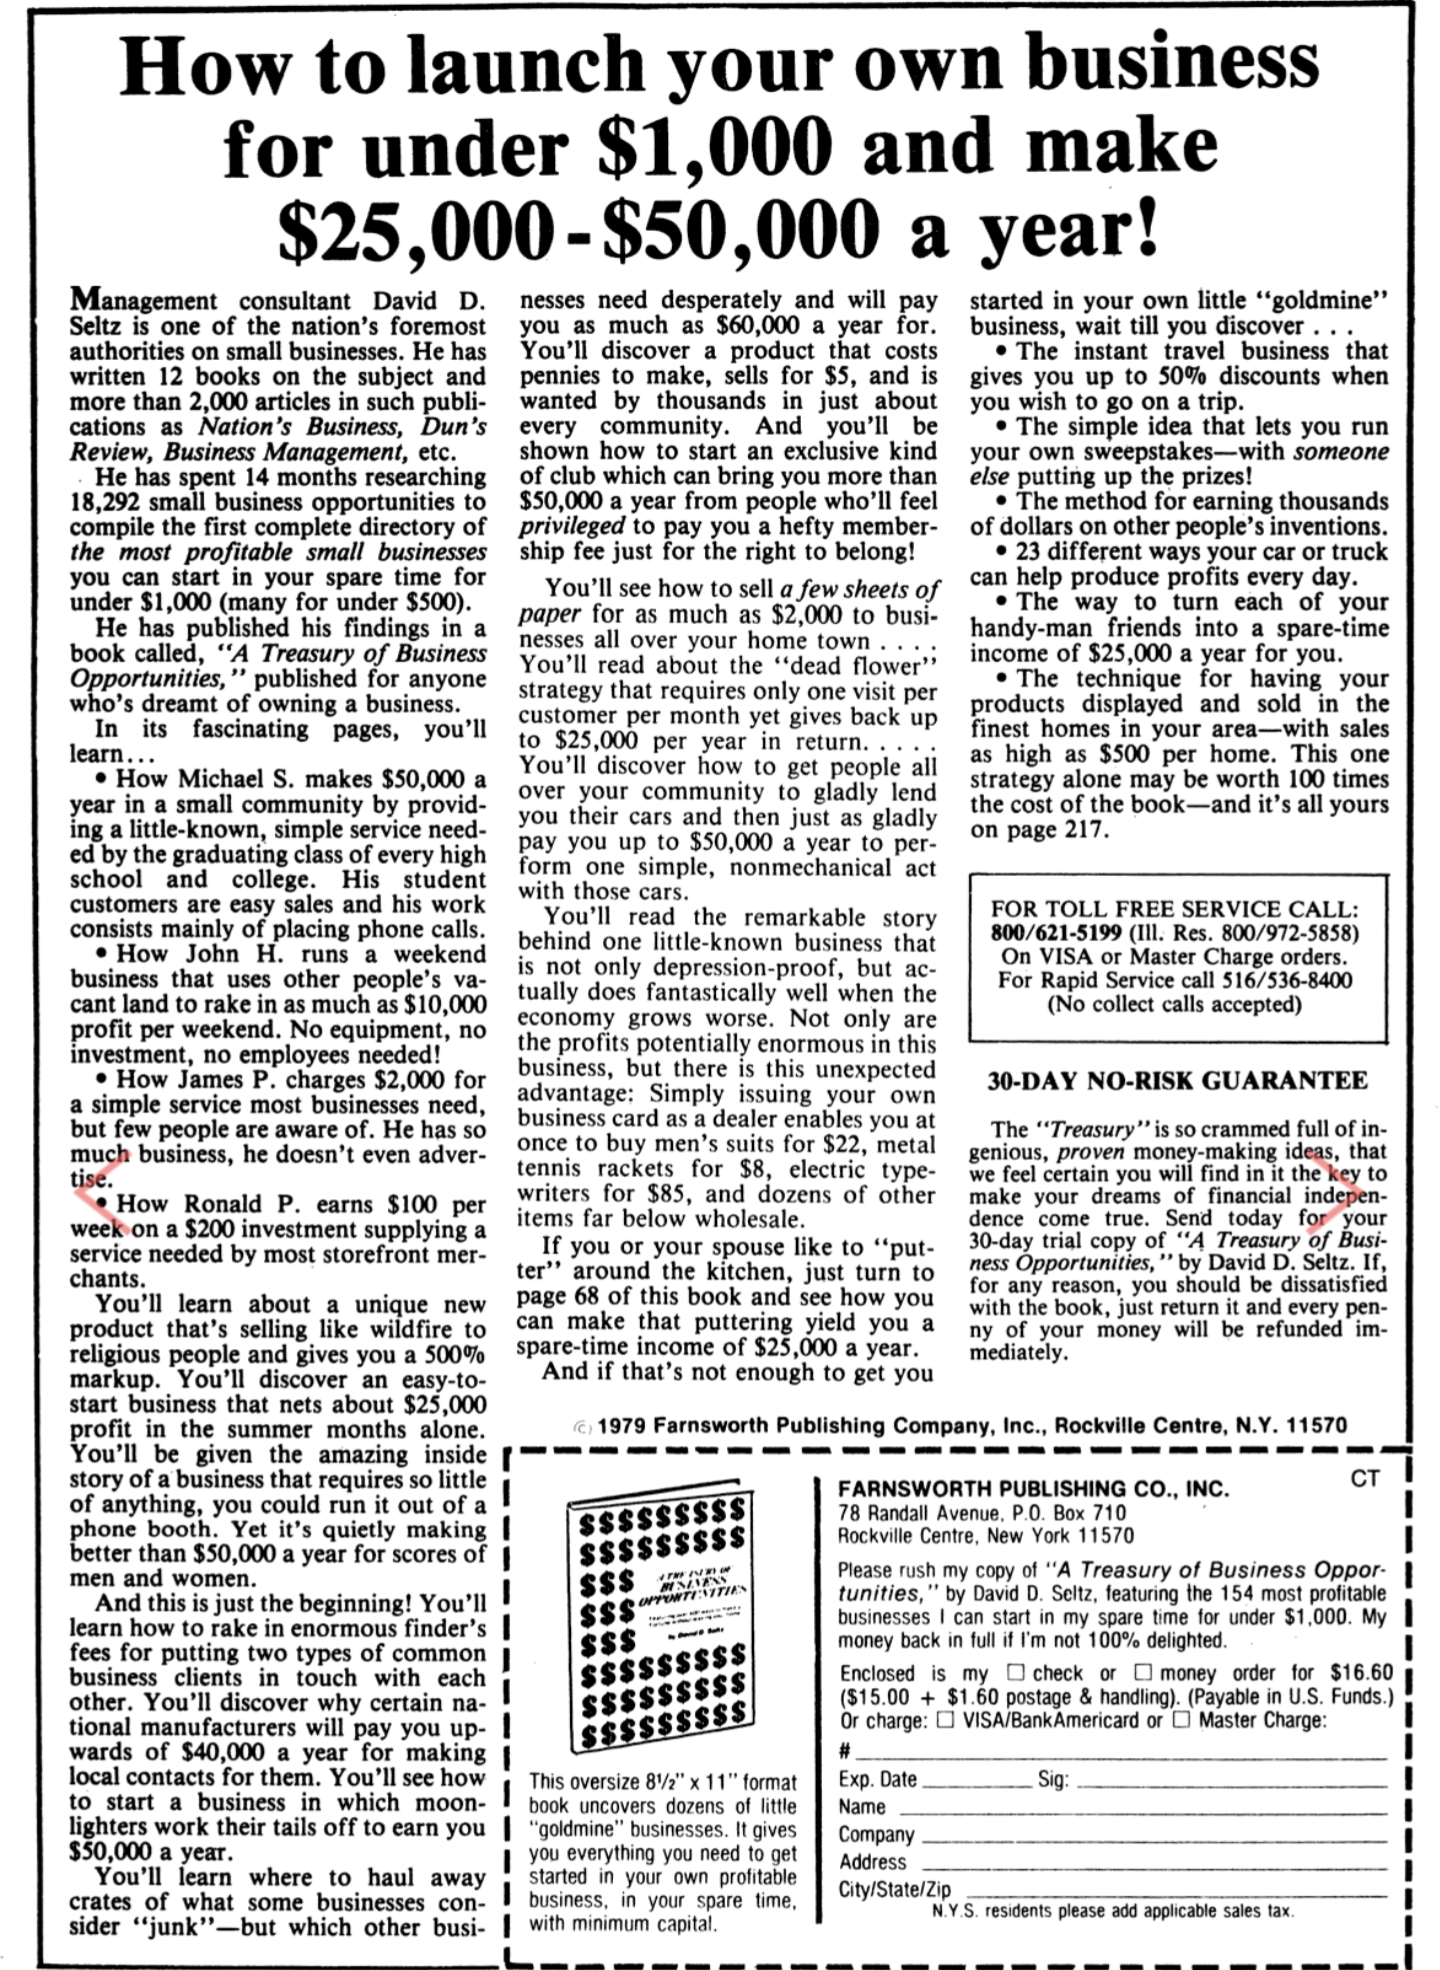 How to launch your own business
for under $1,000 and make
$25,000-$50,000 a year!
Management consultant David D.
Seltz is one of the nation's foremost
authorities on small businesses. He has
written 12 books on the subject and
more than 2,000 articles in such publi-
cations as Nation's Business, Dun's
Review, Business Management, etc.
He has spent 14 months researching
18,292 small business opportunities to
compile the first complete directory of
the most profitable small businesses
you can start in your spare time for
under $1,000 (many for under $500).
He has published his findings in a
book called, "A Treasury of Business
Opportunities," published for anyone
who's dreamt of owning a business.
In its fascinating pages, you'll
learn...
• How Michael S. makes $50,000 a
year in a small community by provid-
ing a little-known, simple service need-
ed by the graduating class of every high
school and college. His student
customers are easy sales and his work
consists mainly of placing phone calls.
• How John H. runs a weekend
business that uses other people's va-
cant land to rake in as much as $10,000
profit per weekend. No equipment, no
investment, no employees needed!
• How James P. charges $2,000 for
a simple service most businesses need,
but few people are aware of. He has so
much business, he doesn't even adver-
tise.
• How Ronald P. earns $100 per
week on a $200 investment supplying a
service needed by most storefront mer-
chants.
You'll learn about a unique new
product that's selling like wildfire to
religious people and gives you a 500%
markup. You'll discover an easy-to-
start business that nets about $25,000
profit in the summer months alone.
You'll be given the amazing inside
story of a business that requires so little
of anything, you could run it out of a
phone booth. Yet it's quietly making
better than $50,000 a year for scores of
men and women.
And this is just the beginning! You'll
learn how to rake in enormous finder's
fees for putting two types of common
business clients in touch with each
other. You'll discover why certain na-
tional manufacturers will pay you up-
wards of $40,000 a year for making
local contacts for them. You'll see how
to start a business in which moon-
lighters work their tails off to earn you
$50,000 a year.
You'll learn where to haul away
crates of what some businesses con-
sider "junk"—but which other busi-
nesses need desperately and will pay
you as much as $60,000 a year for.
You'll discover a product that costs
pennies to make, sells for $5, and is
wanted by thousands in just about
every community. And you'll be
shown how to start an exclusive kind
of club which can bring you more than
$50,000 a year from people who'll feel
privileged to pay you a hefty member-
ship fee just for the right to belong!
You'll see how to sell a few sheets of
paper for as much as $2,000 to busi-
nesses all over your home town . . . .
You'll read about the "dead flower"
strategy that requires only one visit per
customer per month yet gives back up
to $25,000 per year in return. . . . .
You'll discover how to get people all
over your community to gladly lend
you their cars and then just as gladly
pay you up to $50,000 a year to per-
form one simple, nonmechanical act
with those cars.
You'll read the remarkable story
behind one little-known business that
is not only depression-proof, but ac-
tually does fantastically well when the
economy grows worse. Not only are
the profits potentially enormous in this
business, but there is this unexpected
advantage: Simply issuing your own
business card as a dealer enables you at
once to buy men's suits for $22, metal
tennis rackets for $8, electric type-
writers for $85, and dozens of other
items far below wholesale.
If you or your spouse like to "put-
ter" around the kitchen, just turn to
page 68 of this book and see how you
can make that puttering yield you a
spare-time income of $25,000 a year.
And if that's not enough to get you
started in your own little "goldmine"
business, wait till you discover . . .
• The instant travel business that
gives you up to 50% discounts when
you wish to go on a trip.
• The simple idea that lets you run
your own sweepstakes—with someone
else putting up the prizes!
• The method for earning thousands
of dollars on other people's inventions.
• 23 different ways your car or truck
can help produce profits every day.
• The way to turn each of your
handy-man friends into a spare-time
income of $25,000 a year for you.
• The technique for having your
products displayed and sold in the
finest homes in your area—with sales
as high as $500 per home. This one
strategy alone may be worth 100 times
the cost of the book—and it's all yours
on page 217.
FOR TOLL FREE SERVICE CALL:
800/621-5199 (Ill. Res. 800/972-5858)
On VISA or Master Charge orders.
For Rapid Service call 516/536-8400
(No collect calls accepted)
30-DAY NO-RISK GUARANTEE
The "Treasury" is so crammed full of in-
genious, proven money-making ideas, that
we feel certain you will find in it the key to
make your dreams of financial indepen-
dence come true. Send today for your
30-day trial copy of "A Treasury of Busi-
ness Opportunities," by David D. Seltz. If,
for any reason, you should be dissatisfied
with the book, just return it and every pen-
ny of your money will be refunded im-
mediately.
© 1979 Farnsworth Publishing Company, Inc., Rockville Centre, N.Y. 11570
$$$$$$$$$
$$$$$$$$$
$$$ A TREASURY OF
BUSINESS
$$$ OPPORTUNITIES
$$$ by David D. Seltz
$$$$$$$$$
$$$$$$$$$
$$$$$$$$$
This oversize 8½" x 11" format
book uncovers dozens of little
"goldmine" businesses. It gives
you everything you need to get
started in your own profitable
business, in your spare time,
with minimum capital.
CT
FARNSWORTH PUBLISHING CO., INC.
78 Randall Avenue, P.O. Box 710
Rockville Centre, New York 11570
Please rush my copy of "A Treasury of Business Oppor-
tunities," by David D. Seltz, featuring the 154 most profitable
businesses I can start in my spare time for under $1,000. My
money back in full if I'm not 100% delighted.
Enclosed is my □ check or □ money order for $16.60
($15.00 + $1.60 postage & handling). (Payable in U.S. Funds.)
Or charge: □ VISA/BankAmericard or □ Master Charge:
#
Exp. Date Sig:
Name
Company
Address
City/State/Zip
N.Y.S. residents please add applicable sales tax.